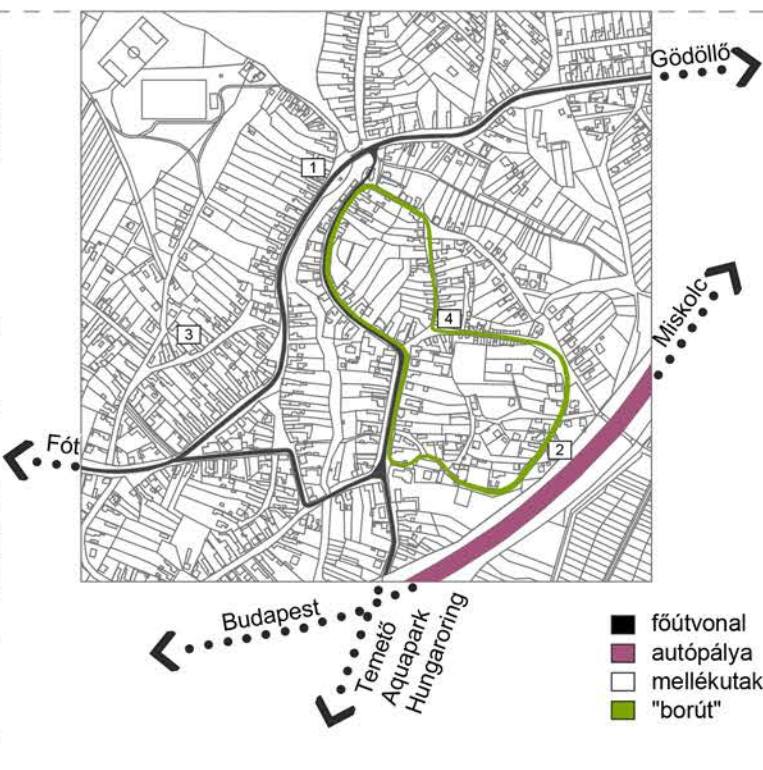 Gödöllő
1
Miskolc
4
3
Fót
2
Budapest
Temető
Aquapark
Hungaroring
főútvonal
autópálya
mellékutak
"borút"